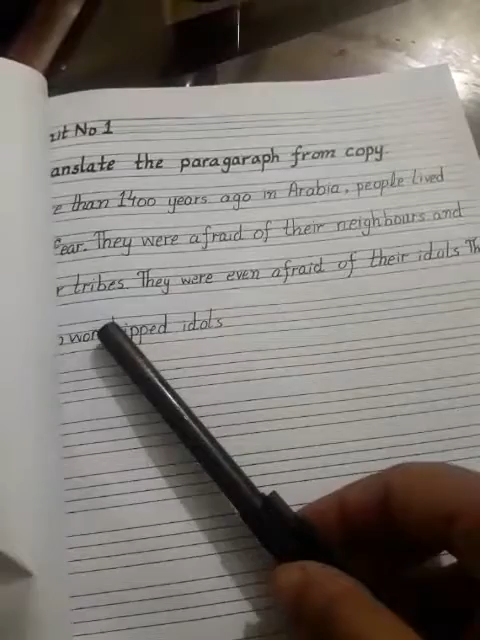 No 1
anslate the paragaraph from copy.
e than 1400 years ago in Arabia, people lived
fear. They were afraid of their neighbours and
r tribes. They were even afraid of their idols Th
idols